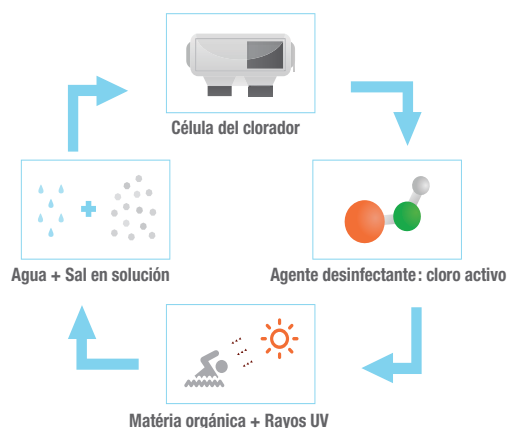 Célula del clorador
Agua + Sal en solución
Agente desinfectante: cloro activo
Matéria orgánica + Rayos UV